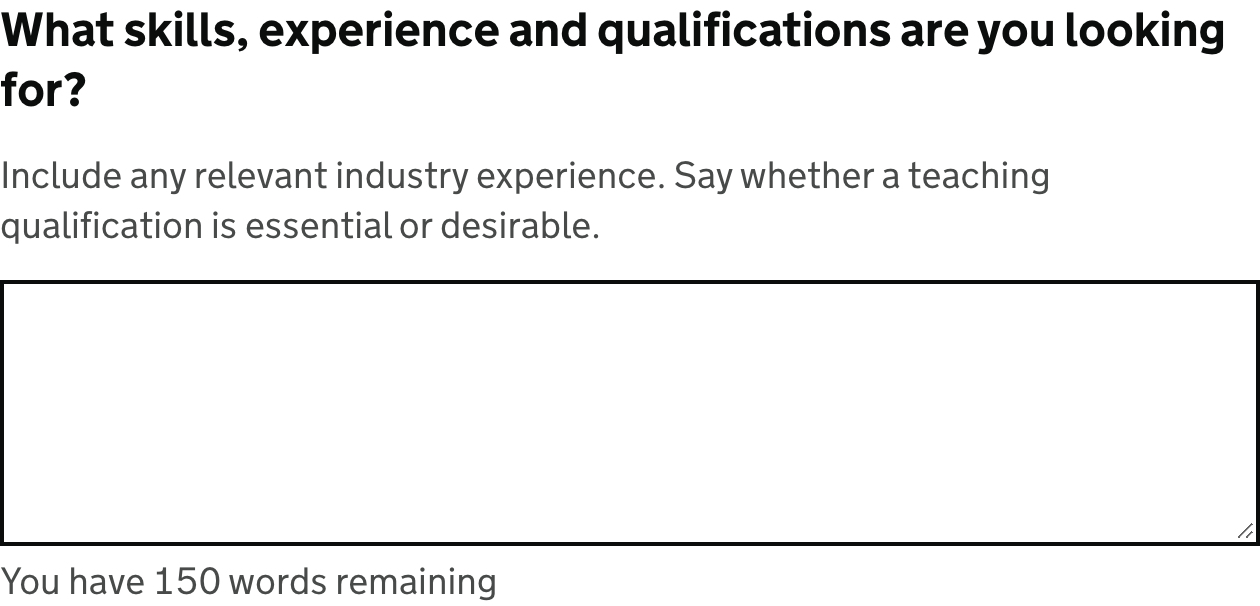 What skills, experience and qualifications are you looking
for?
Include any relevant industry experience. Say whether a teaching
qualification is essential or desirable.
You have 150 words remaining